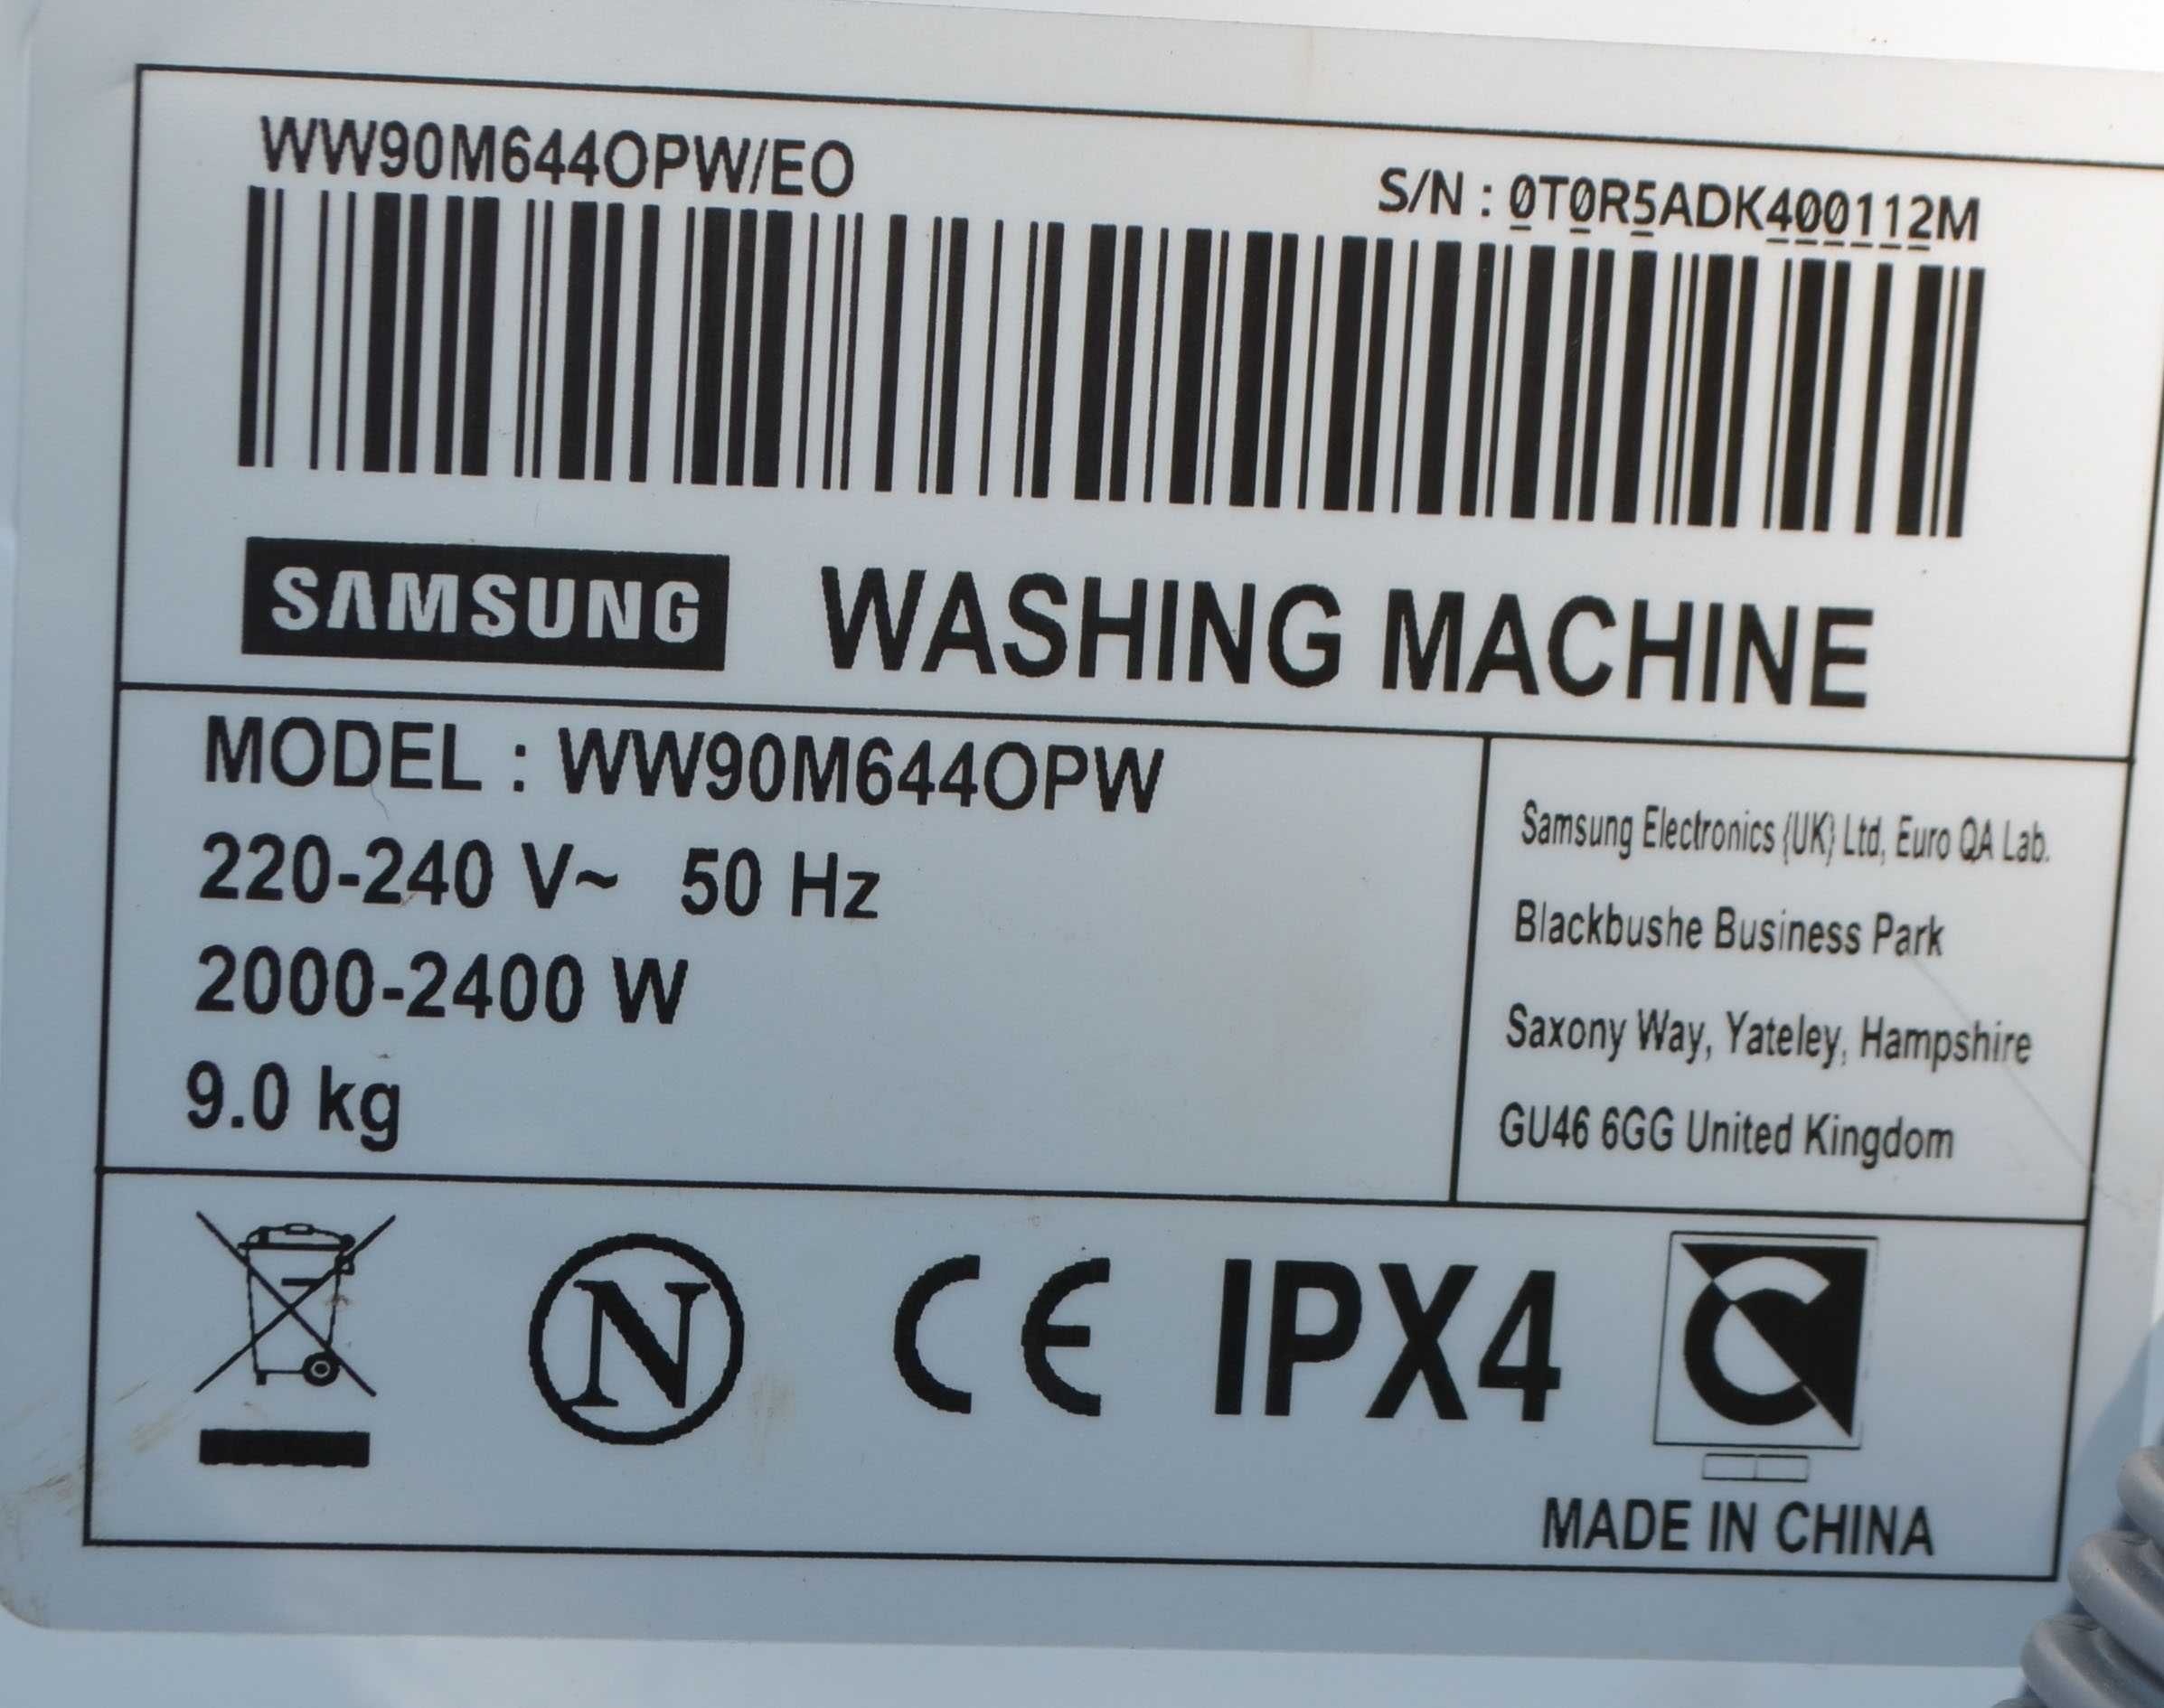 WW90M644OPW/EO
S/N : 0T0R5ADK400112M
SAMSUNG WASHING MACHINE
MODEL : WW90M644OPW
220-240 V~ 50 Hz
2000-2400 W
9.0 kg
Samsung Electronics (UK) Ltd, Euro QA Lab.
Blackbushe Business Park
Saxony Way, Yateley, Hampshire
GU46 6GG United Kingdom
N CE IPX4 C
MADE IN CHINA